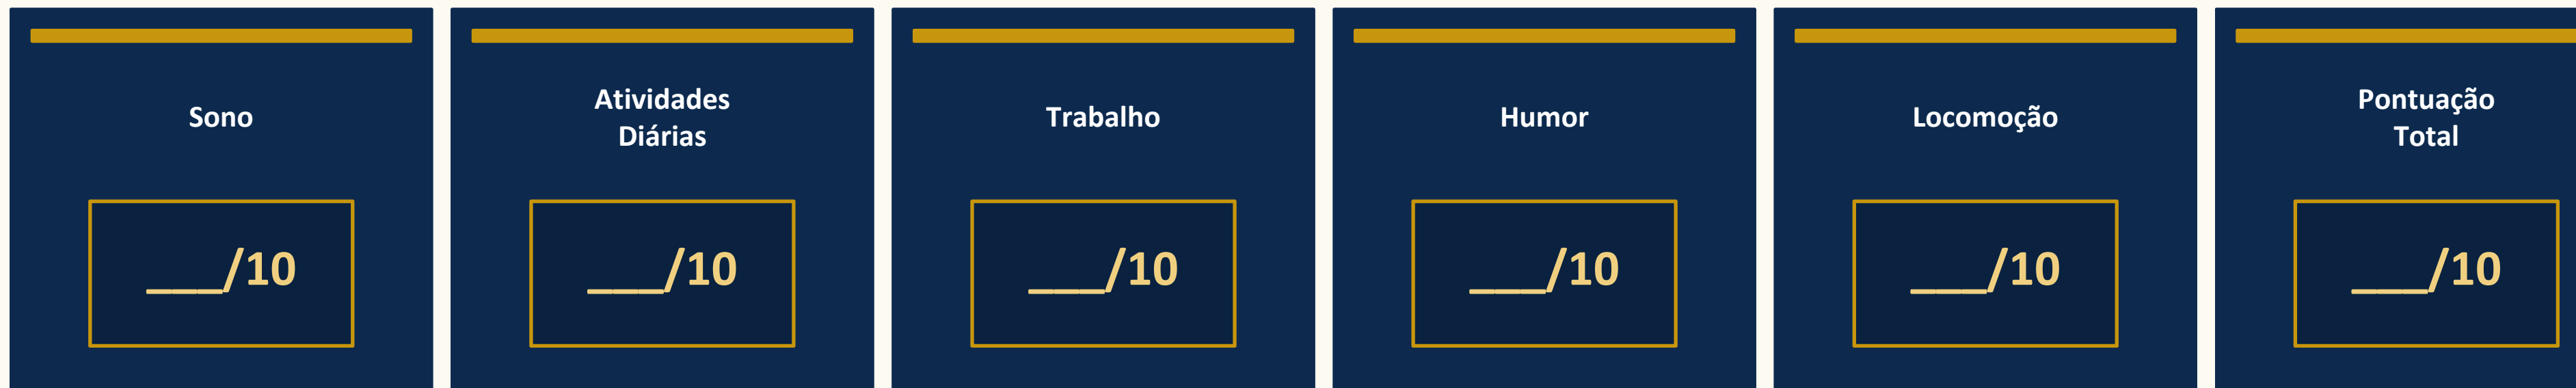 Sono
___/10
Atividades
Diárias
___/10
Trabalho
___/10
Humor
___/10
Locomoção
___/10
Pontuação
Total
___/10